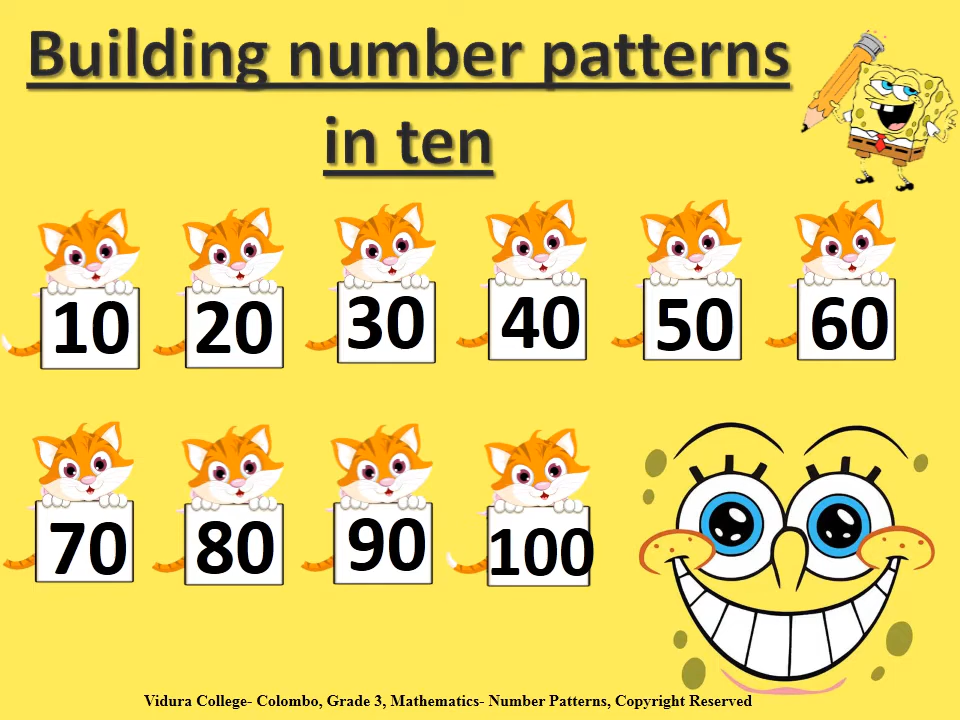 Building number patterns
in ten
10 20 30 40 50 60
70 80 90 100
Vidura College- Colombo, Grade 3, Mathematics- Number Patterns, Copyright Reserved